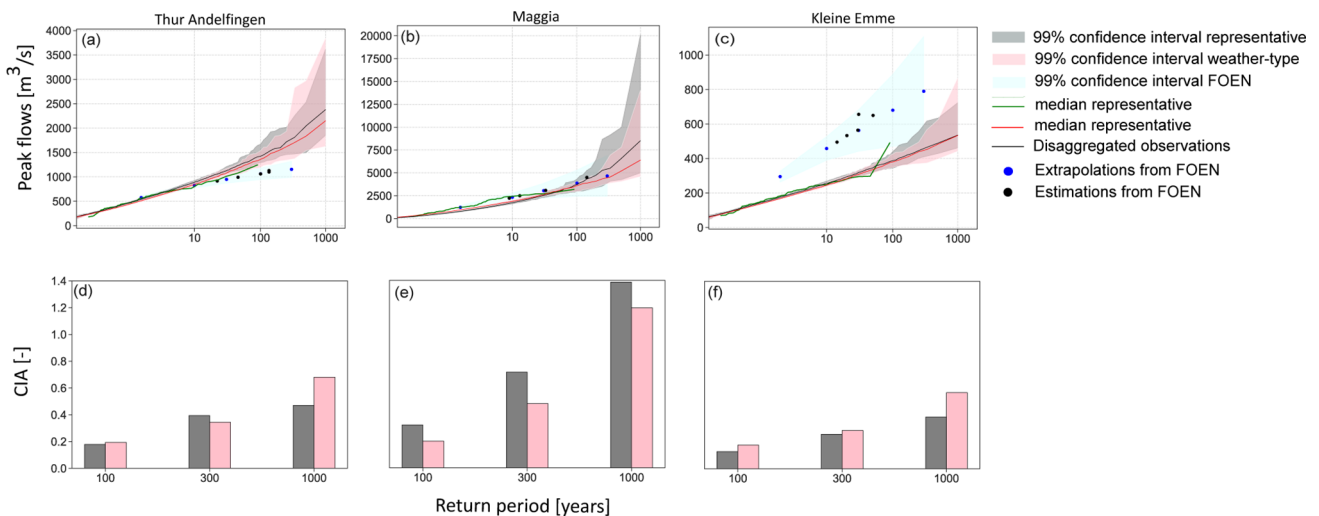 Thur Andelfingen
Maggia
Kleine Emme
Peak flows [m³/s]
(a)
4000
3500
3000
2500
2000
1500
1000
500
0
10
100
1000
(b)
20000
17500
15000
12500
10000
7500
5000
2500
0
10
100
1000
(c)
1000
800
600
400
200
0
10
100
1000
99% confidence interval representative
99% confidence interval weather-type
99% confidence interval FOEN
median representative
median representative
Disaggregated observations
Extrapolations from FOEN
Estimations from FOEN
CIA [-]
(d)
1.4
1.2
1.0
0.8
0.6
0.4
0.2
0.0
100
300
1000
(e)
100
300
1000
(f)
100
300
1000
Return period [years]